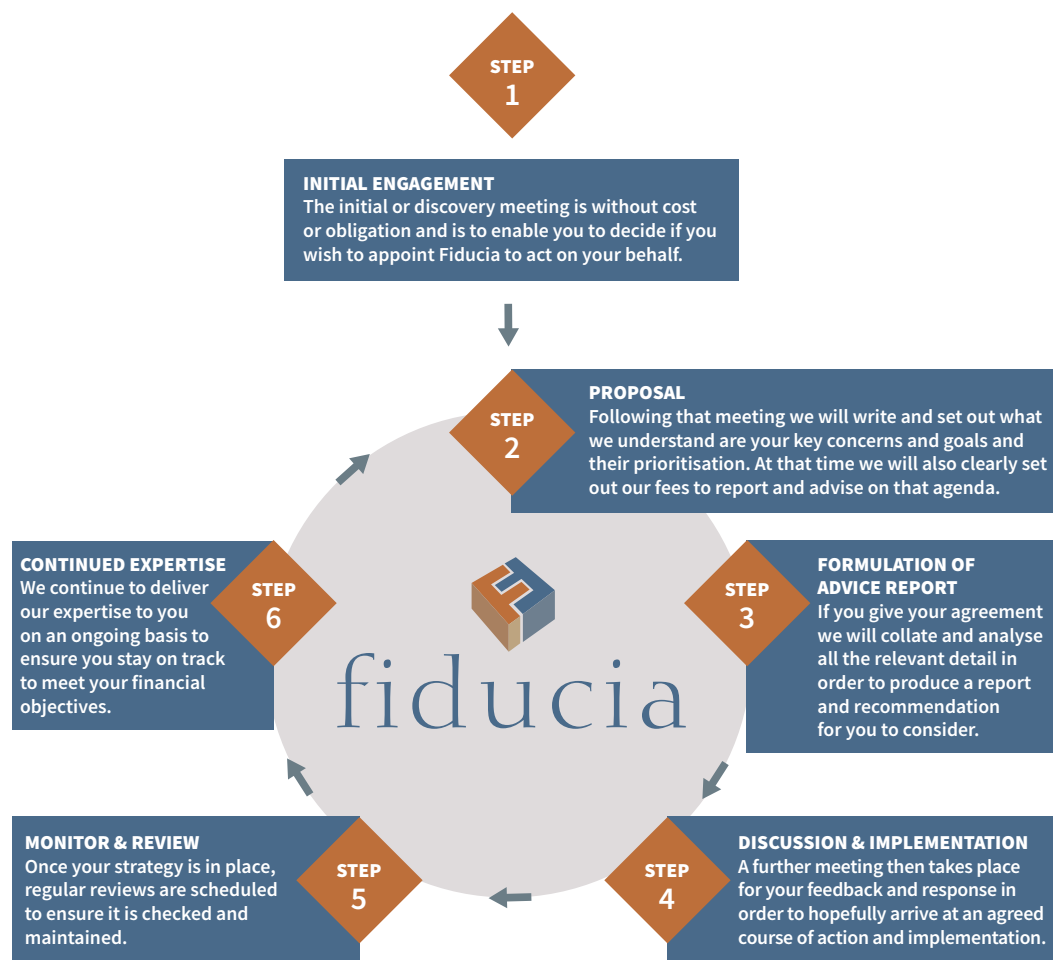 STEP
1
INITIAL ENGAGEMENT
The initial or discovery meeting is without cost
or obligation and is to enable you to decide if you
wish to appoint Fiducia to act on your behalf.
STEP
2
PROPOSAL
Following that meeting we will write and set out what
we understand are your key concerns and goals and
their prioritisation. At that time we will also clearly set
out our fees to report and advise on that agenda.
STEP
3
FORMULATION OF
ADVICE REPORT
If you give your agreement
we will collate and analyse
all the relevant detail in
order to produce a report
and recommendation
for you to consider.
STEP
4
DISCUSSION & IMPLEMENTATION
A further meeting then takes place
for your feedback and response in
order to hopefully arrive at an agreed
course of action and implementation.
STEP
5
MONITOR & REVIEW
Once your strategy is in place,
regular reviews are scheduled
to ensure it is checked and
maintained.
STEP
6
CONTINUED EXPERTISE
We continue to deliver
our expertise to you
on an ongoing basis to
ensure you stay on track
to meet your financial
objectives.
fiducia